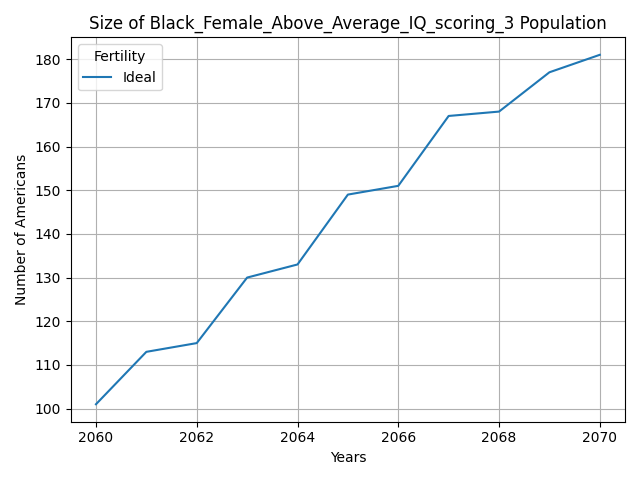 Size of Black_Female_Above_Average_IQ_scoring_3 Population
Fertility
Ideal
Number of Americans
180
170
160
150
140
130
120
110
100
2060 2062 2064 2066 2068 2070
Years